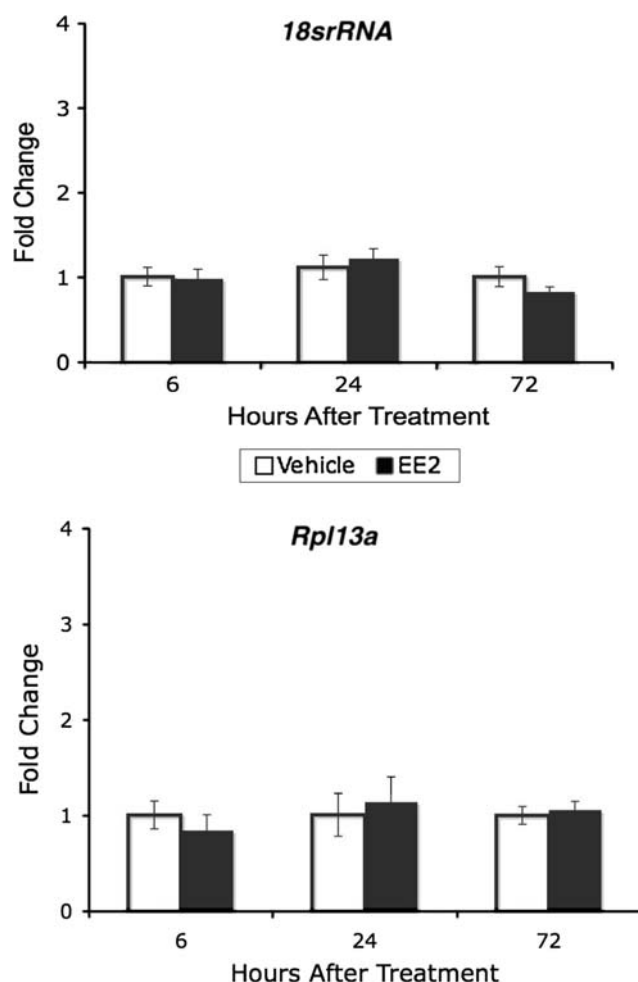 18srRNA
4
3
2
1
0
Fold Change
6 24 72
Hours After Treatment
Vehicle EE2
Rpl13a
4
3
2
1
0
Fold Change
6 24 72
Hours After Treatment